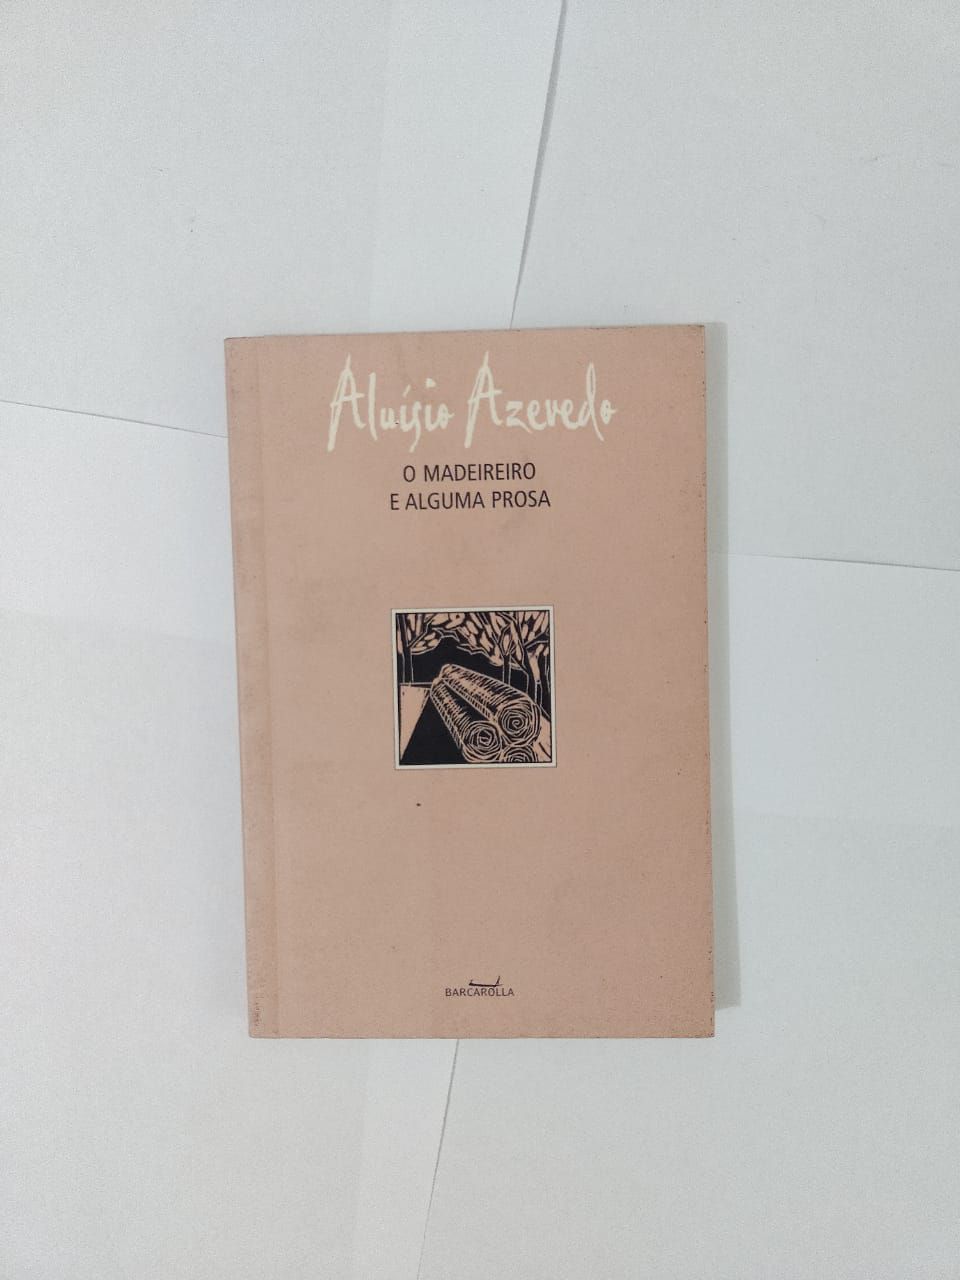 Aluísio Azevedo
O MADEIREIRO
E ALGUMA PROSA
BARCAROLLA